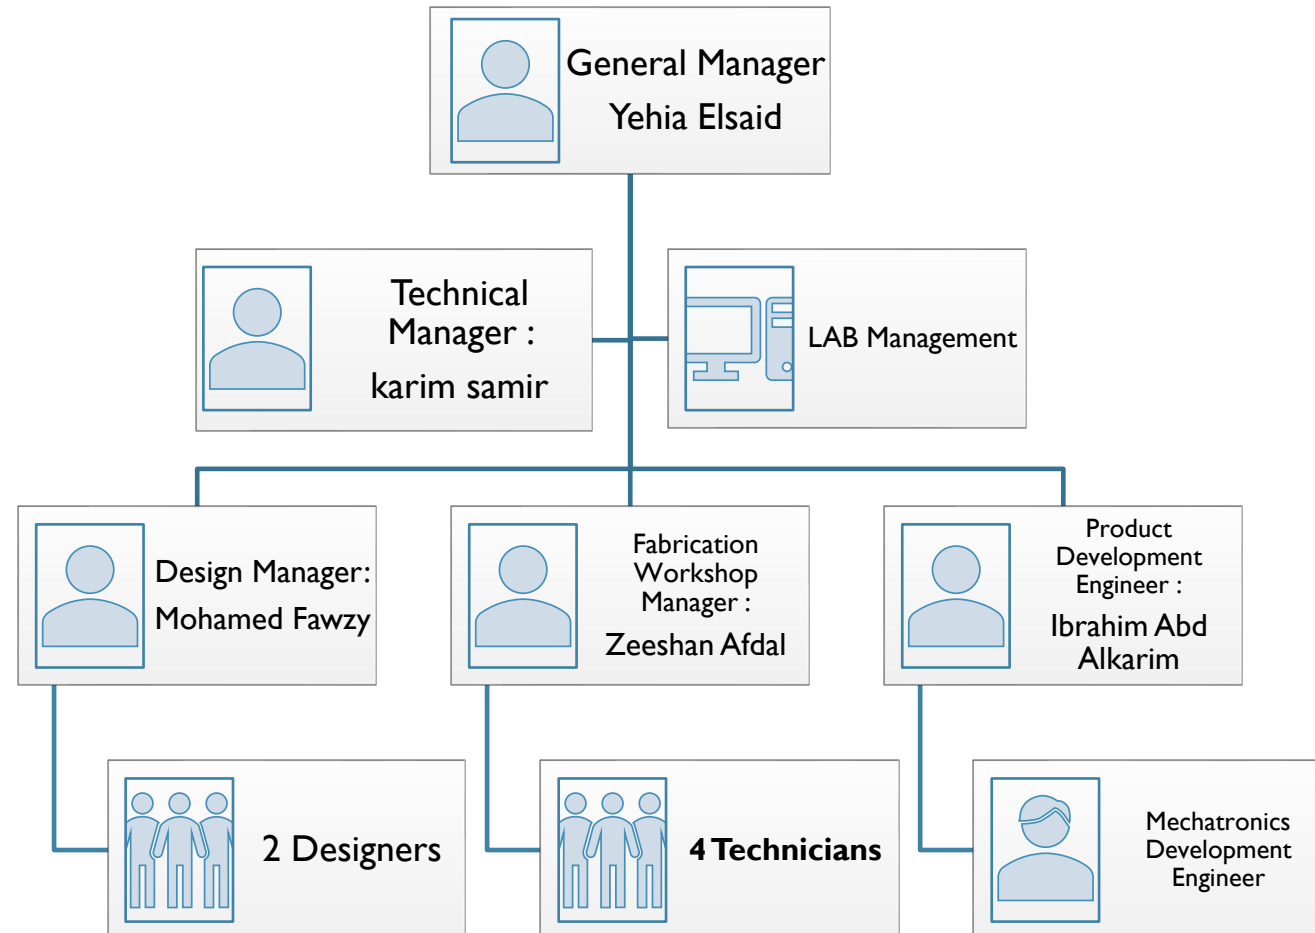 General Manager
Yehia Elsaid
Technical
Manager :
karim samir
LAB Management
Design Manager:
Mohamed Fawzy
Fabrication
Workshop
Manager :
Zeeshan Afdal
Product
Development
Engineer :
Ibrahim Abd
Alkarim
2 Designers
4 Technicians
Mechatronics
Development
Engineer